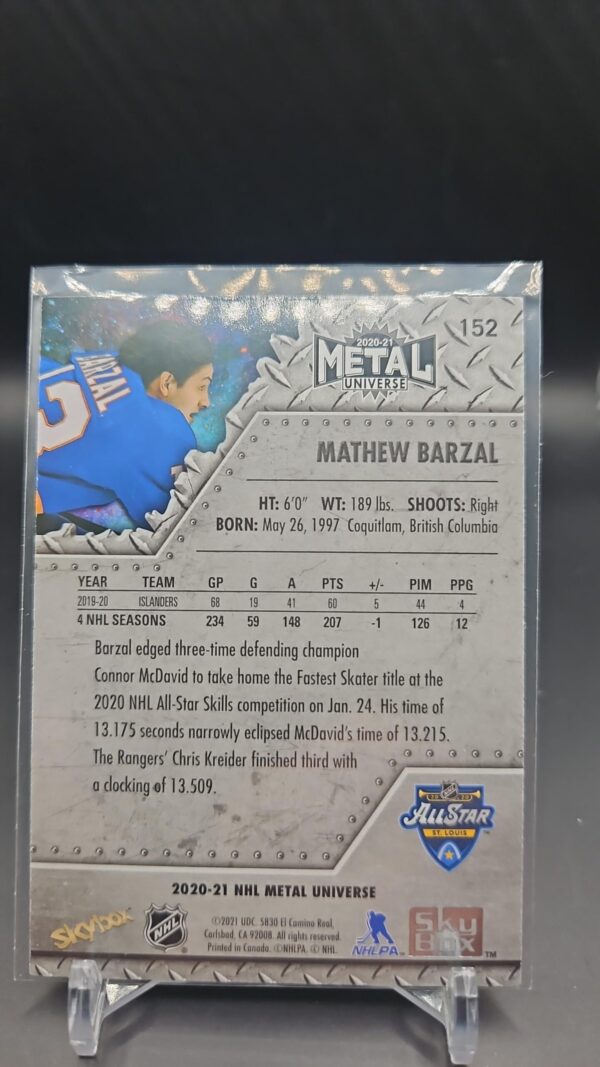 152
2020-21
METAL
UNIVERSE
BARZAL
13
MATHEW BARZAL
HT: 6'0" WT: 189 lbs. SHOOTS: Right
BORN: May 26, 1997 Coquitlam, British Columbia
YEAR TEAM GP G A PTS +/- PIM PPG
2019-20 ISLANDERS 68 19 41 60 5 44 4
4 NHL SEASONS 234 59 148 207 -1 126 12
Barzal edged three-time defending champion
Connor McDavid to take home the Fastest Skater title at the
2020 NHL All-Star Skills competition on Jan. 24. His time of
13.175 seconds narrowly eclipsed McDavid's time of 13.215.
The Rangers' Chris Kreider finished third with
a clocking of 13.509.
20 20
ALL STAR
ST. LOUIS
2020-21 NHL METAL UNIVERSE
skybox
NHL
©2021 UDC. 5830 El Camino Real,
Carlsbad, CA 92008. All rights reserved.
Printed in Canada. ©NHLPA. © NHL.
NHLPA
Sky
Box
TM